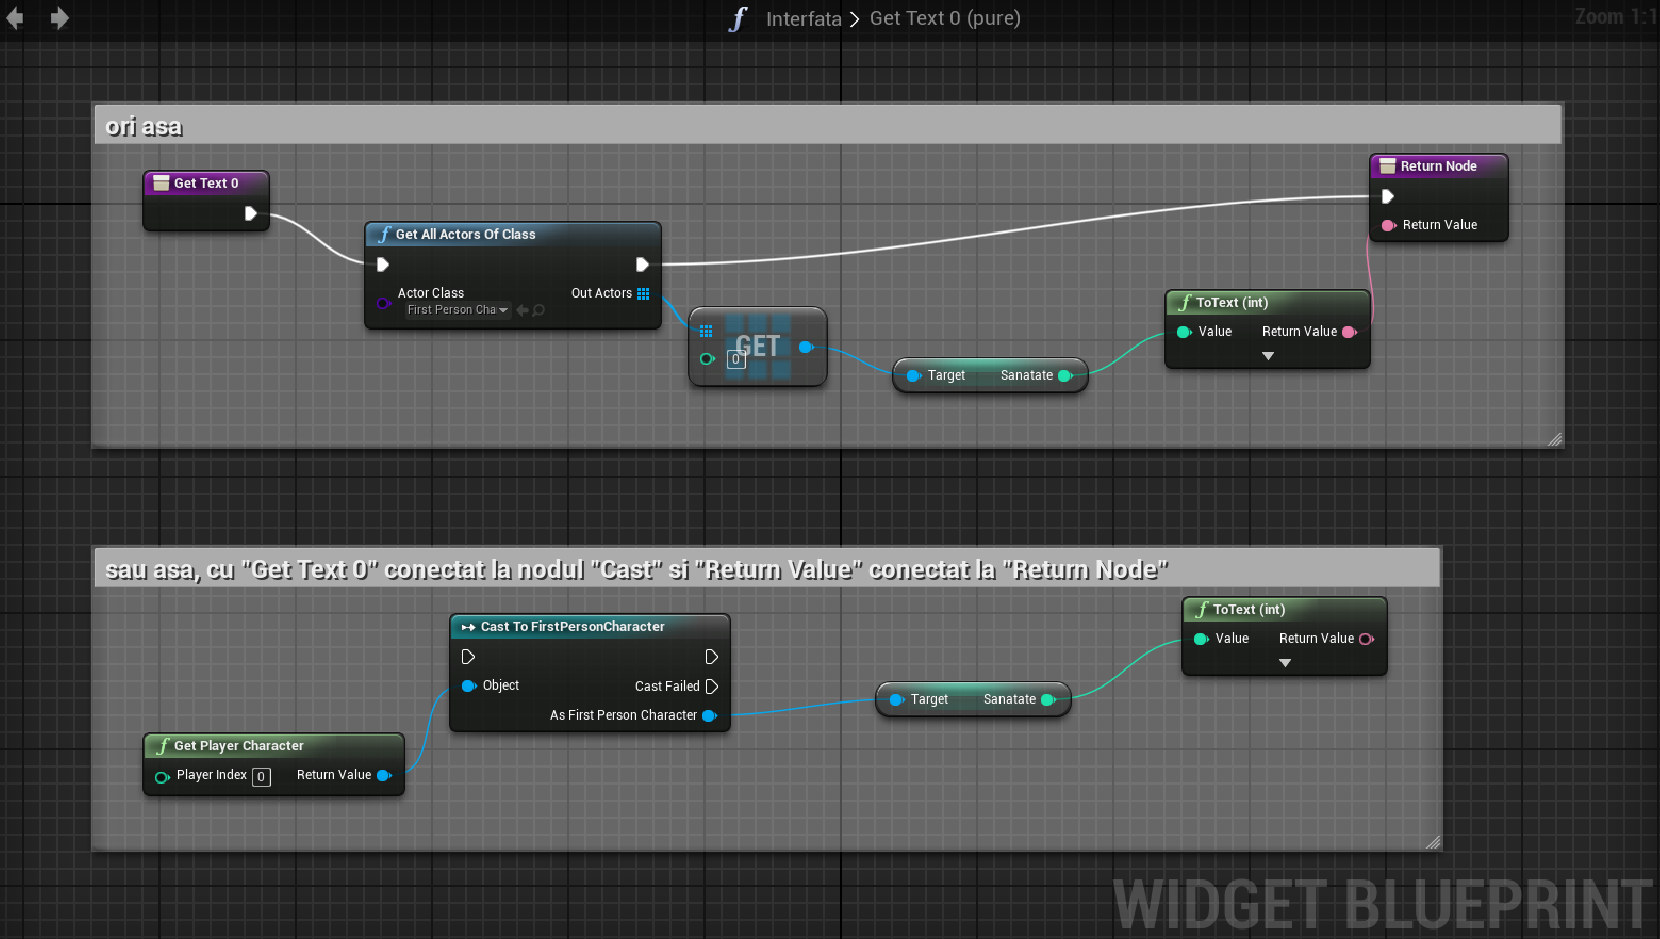 Interfata > Get Text 0 (pure)
Zoom 1:1
ori asa
Get Text 0
Return Node
Return Value
Get All Actors Of Class
Actor Class
First Person Cha
Out Actors
GET
0
Target Sanatate
ToText (int)
Value Return Value
sau asa, cu "Get Text 0" conectat la nodul "Cast" si "Return Value" conectat la "Return Node"
Cast To FirstPersonCharacter
Object
Cast Failed
As First Person Character
Get Player Character
Player Index 0 Return Value
Target Sanatate
ToText (int)
Value Return Value
WIDGET BLUEPRINT